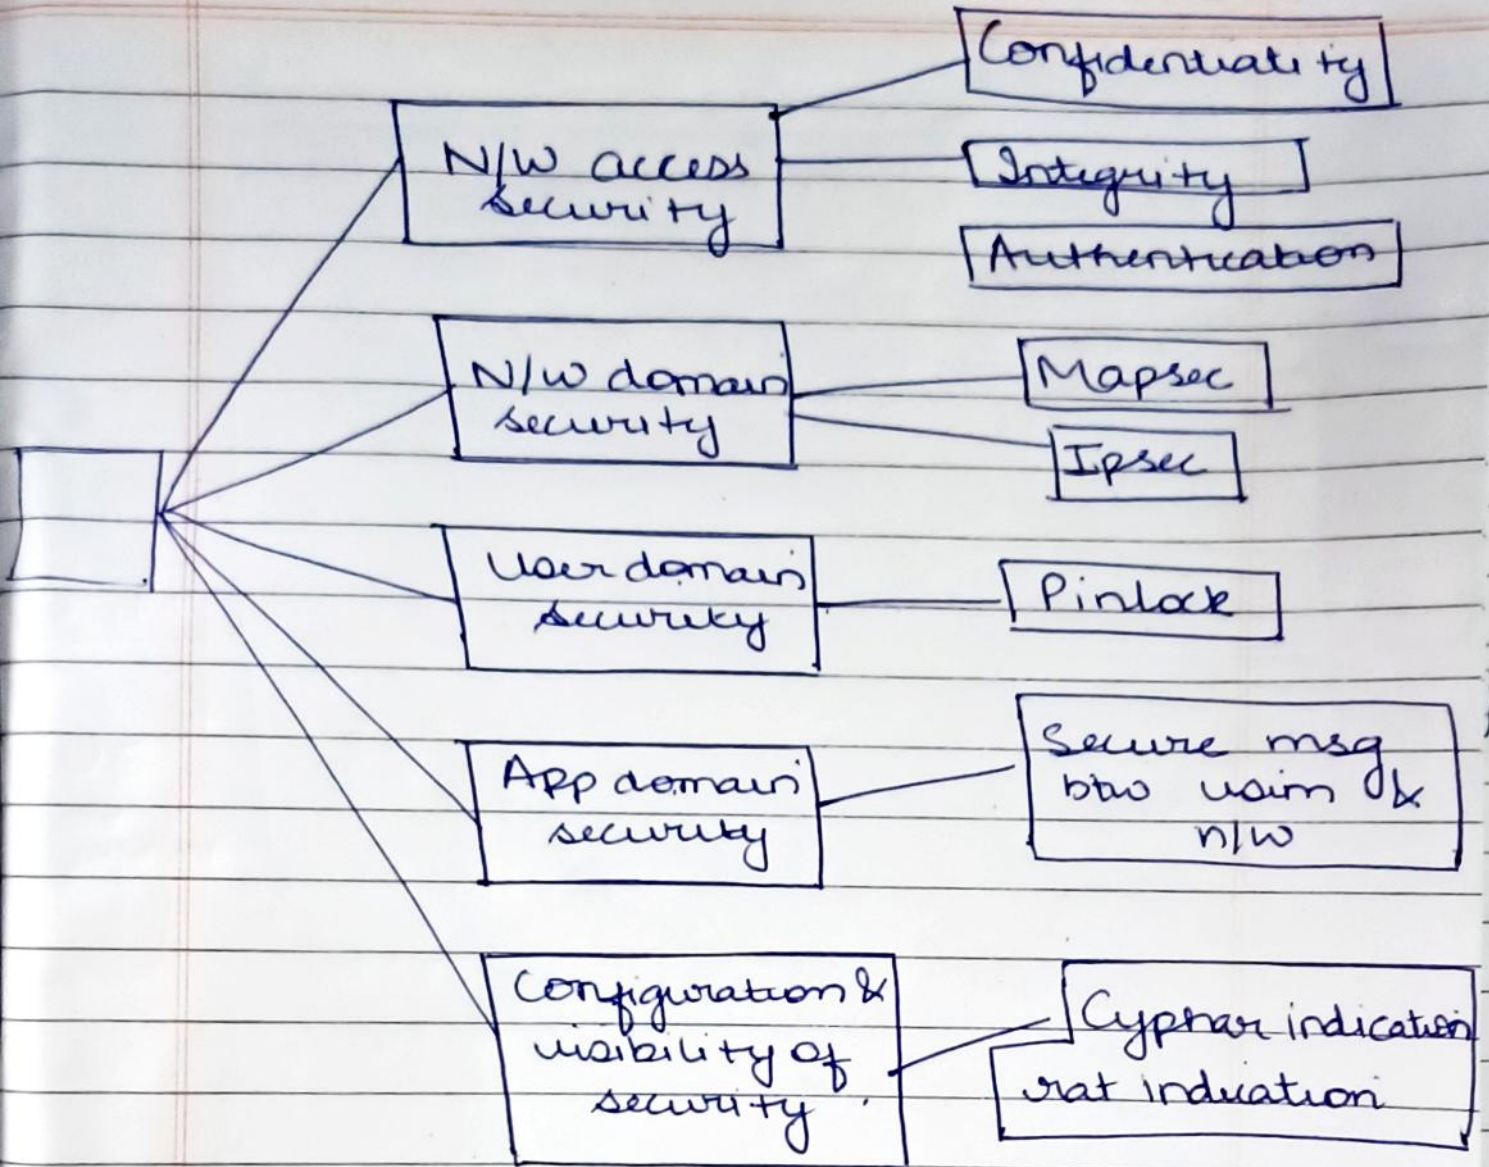 Confidentiality
N/W access
security
Integrity
Authentication
N/W domain
security
Mapsec
Ipsec
User domain
security
Pinlock
App domain
security
Secure msg
btw usim &
n/w
Configuration &
visibility of
security
Cyphar indication
rat indication